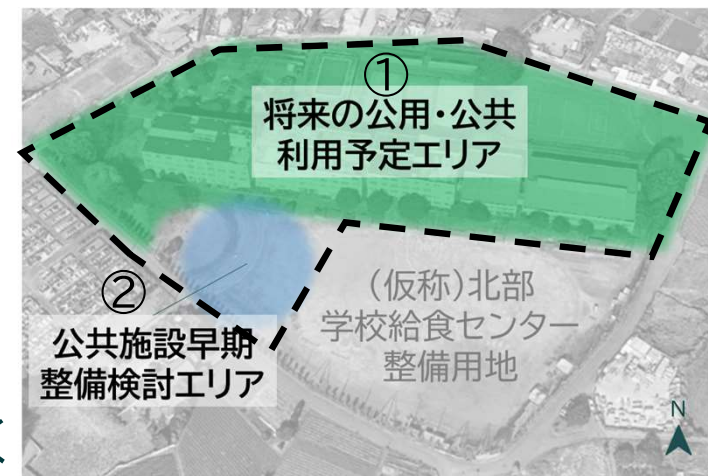 ①
将来の公用・公共
利用予定エリア
②
公共施設早期
整備検討エリア
(仮称)北部
学校給食センター
整備用地
N